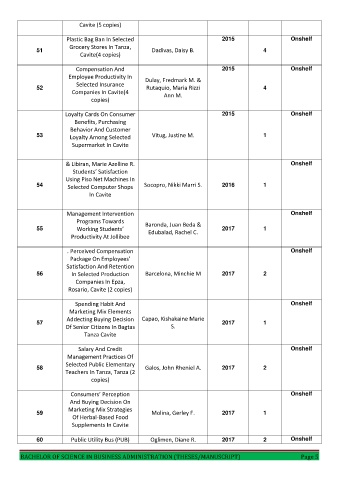 Cavite (5 copies)
51
Plastic Bag Ban In Selected
Grocery Stores In Tanza,
Cavite(4 copies)
Dadivas, Daisy B.
2015
4
Onshelf
52
Compensation And
Employee Productivity In
Selected Insurance
Companies In Cavite(4
copies)
Dulay, Fredmark M. &
Rutaquio, Maria Rizzi
Ann M.
2015
4
Onshelf
53
Loyalty Cards On Consumer
Benefits, Purchasing
Behavior And Customer
Loyalty Among Selected
Supermarket In Cavite
Vitug, Justine M.
2015
1
Onshelf
54
& Libiran, Marie Azelline R.
Students' Satisfaction
Using Piso Net Machines In
Selected Computer Shops
In Cavite
Socopro, Nikki Marri S.
2016
1
Onshelf
55
Management Intervention
Programs Towards
Working Students'
Productivity At Jollibee
Baronda, Juan Beda &
Edubalad, Rachel C.
2017
1
Onshelf
56
. Perceived Compensation
Package On Employees'
Satisfaction And Retention
In Selected Production
Companies In Epza,
Rosario, Cavite (2 copies)
Barcelona, Minchie M
2017
2
Onshelf
57
Spending Habit And
Marketing Mix Elements
Addecting Buying Decision
Of Senior Citizens In Bagtas
Tanza Cavite
Capao, Kishakaine Marie
S.
2017
1
Onshelf
58
Salary And Credit
Management Practices Of
Selected Public Elementary
Teachers In Tanza, Tanza (2
copies)
Galos, John Rheniel A.
2017
2
Onshelf
59
Consumers' Perception
And Buying Decision On
Marketing Mix Strategies
Of Herbal-Based Food
Supplements In Cavite
Molina, Gerley F.
2017
1
Onshelf
60
Public Utility Bus (PUB)
Oglimen, Diane R.
2017
2
Onshelf
BACHELOR OF SCIENCE IN BUSINESS ADMINISTRATION (THESES/MANUSCRIPT)
Page 5